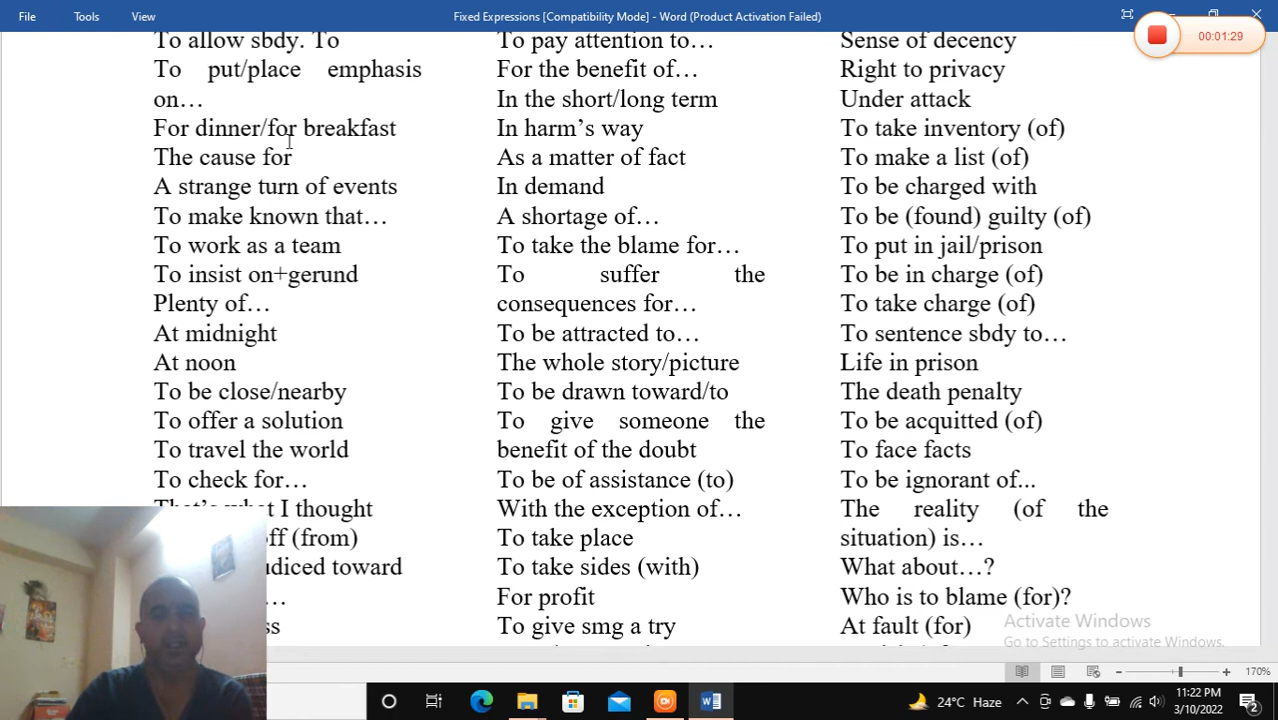 File Tools View Fixed Expressions [Compatibility Mode] - Word (Product Activation Failed)
00:01:29
To allow sbdy. To
To put/place emphasis
on…
For dinner/for breakfast
The cause for
A strange turn of events
To make known that…
To work as a team
To insist on+gerund
Plenty of…
At midnight
At noon
To be close/nearby
To offer a solution
To travel the world
To check for…
That's what I thought
off (from)
toward
…
To pay attention to…
For the benefit of…
In the short/long term
In harm's way
As a matter of fact
In demand
A shortage of…
To take the blame for…
To suffer the
consequences for…
To be attracted to…
The whole story/picture
To be drawn toward/to
To give someone the
benefit of the doubt
To be of assistance (to)
With the exception of…
To take place
To take sides (with)
For profit
To give smg a try
Sense of decency
Right to privacy
Under attack
To take inventory (of)
To make a list (of)
To be charged with
To be (found) guilty (of)
To put in jail/prison
To be in charge (of)
To take charge (of)
To sentence sbdy to…
Life in prison
The death penalty
To be acquitted (of)
To face facts
To be ignorant of...
The reality (of the
situation) is…
What about…?
Who is to blame (for)?
At fault (for)
Activate Windows
Go to Settings to activate Windows.
170%
24°C Haze
11:22 PM
3/10/2022
2